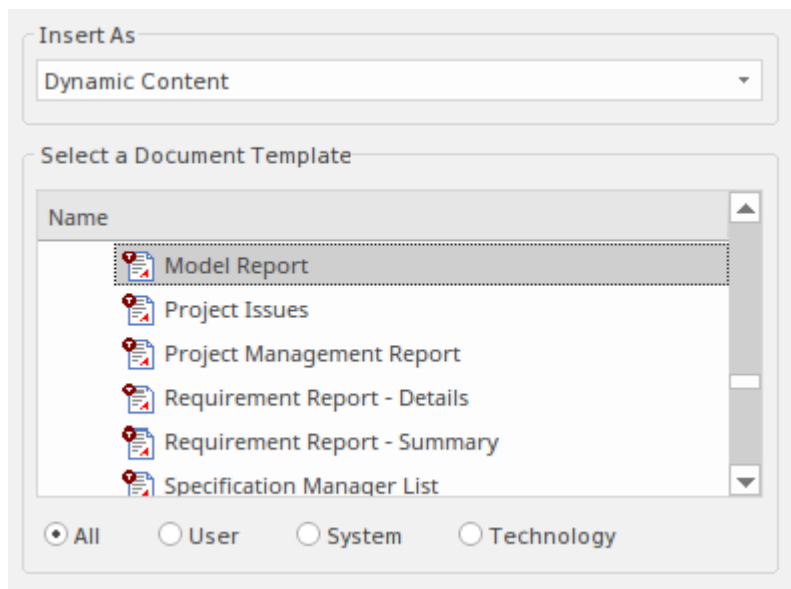 Insert As
Dynamic Content
Select a Document Template
Name
Model Report
Project Issues
Project Management Report
Requirement Report - Details
Requirement Report - Summary
Specification Manager List
All User System Technology